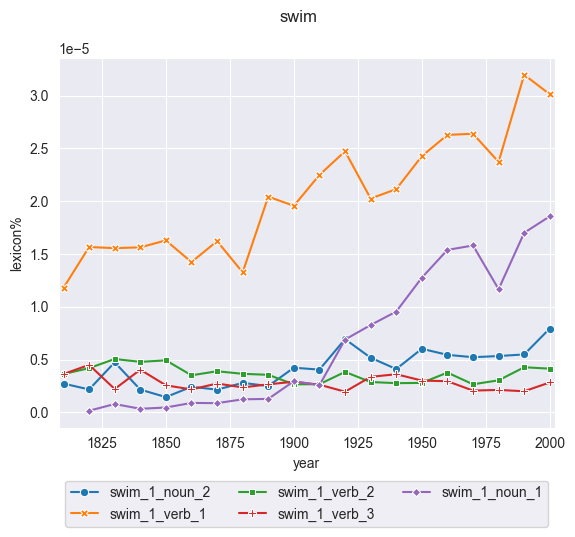 swim
1e−5
3.0
2.5
2.0
1.5
1.0
0.5
0.0
lexicon%
1825 1850 1875 1900 1925 1950 1975 2000
year
swim_1_noun_2 swim_1_verb_2 swim_1_noun_1
swim_1_verb_1 swim_1_verb_3